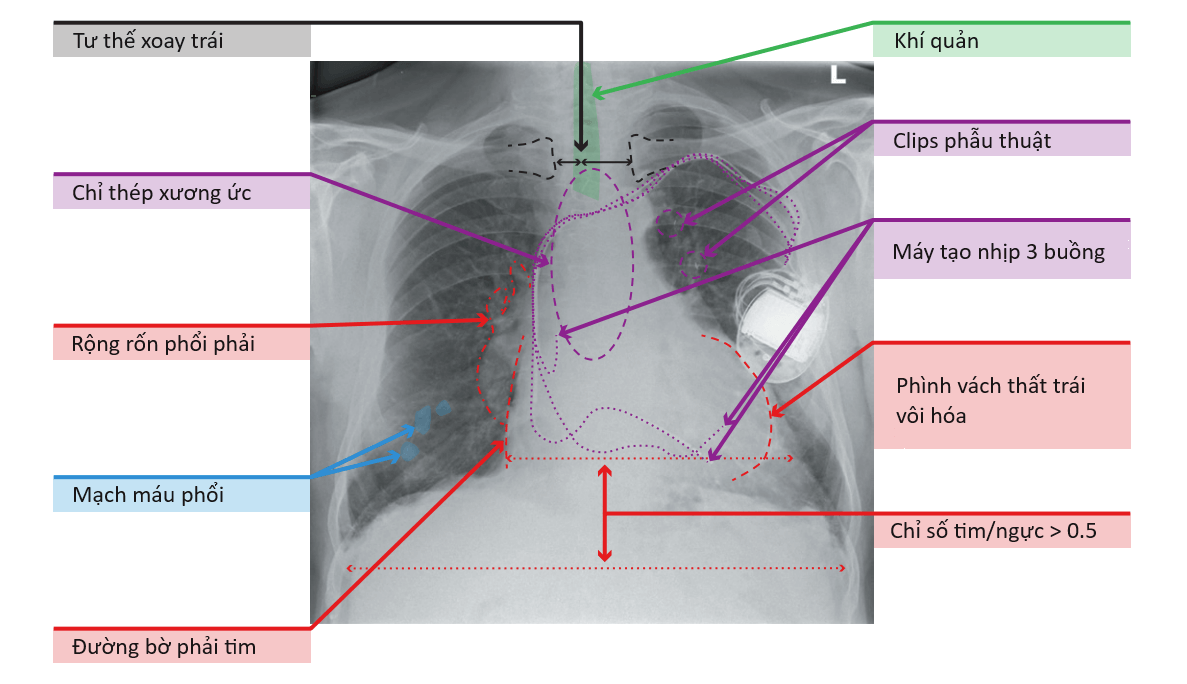 Tư thế xoay trái
Khí quản
L
Clips phẫu thuật
Chỉ thép xương ức
Máy tạo nhịp 3 buồng
Rộng rốn phổi phải
Phình vách thất trái
vôi hóa
Mạch máu phổi
Chỉ số tim/ngực > 0.5
Đường bờ phải tim